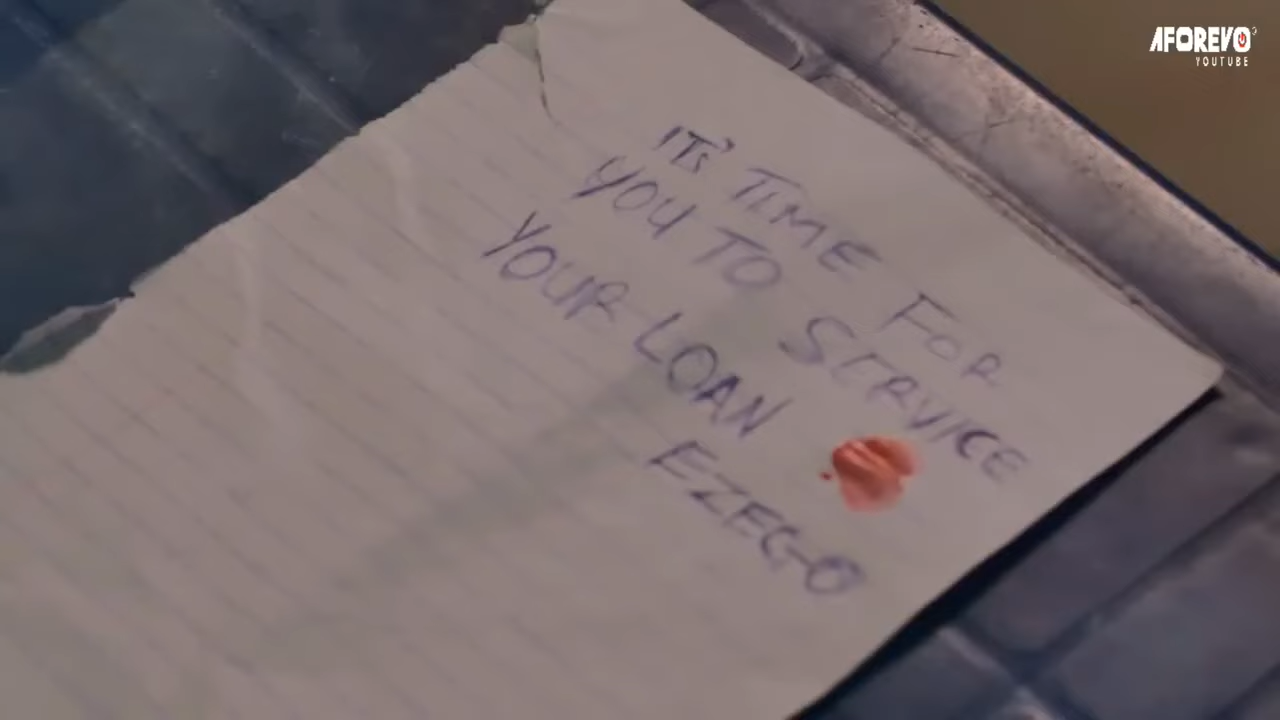 AFOREVO
YOUTUBE
IT'S TIME FOR
YOU TO SERVICE
YOUR LOAN
EZEGO